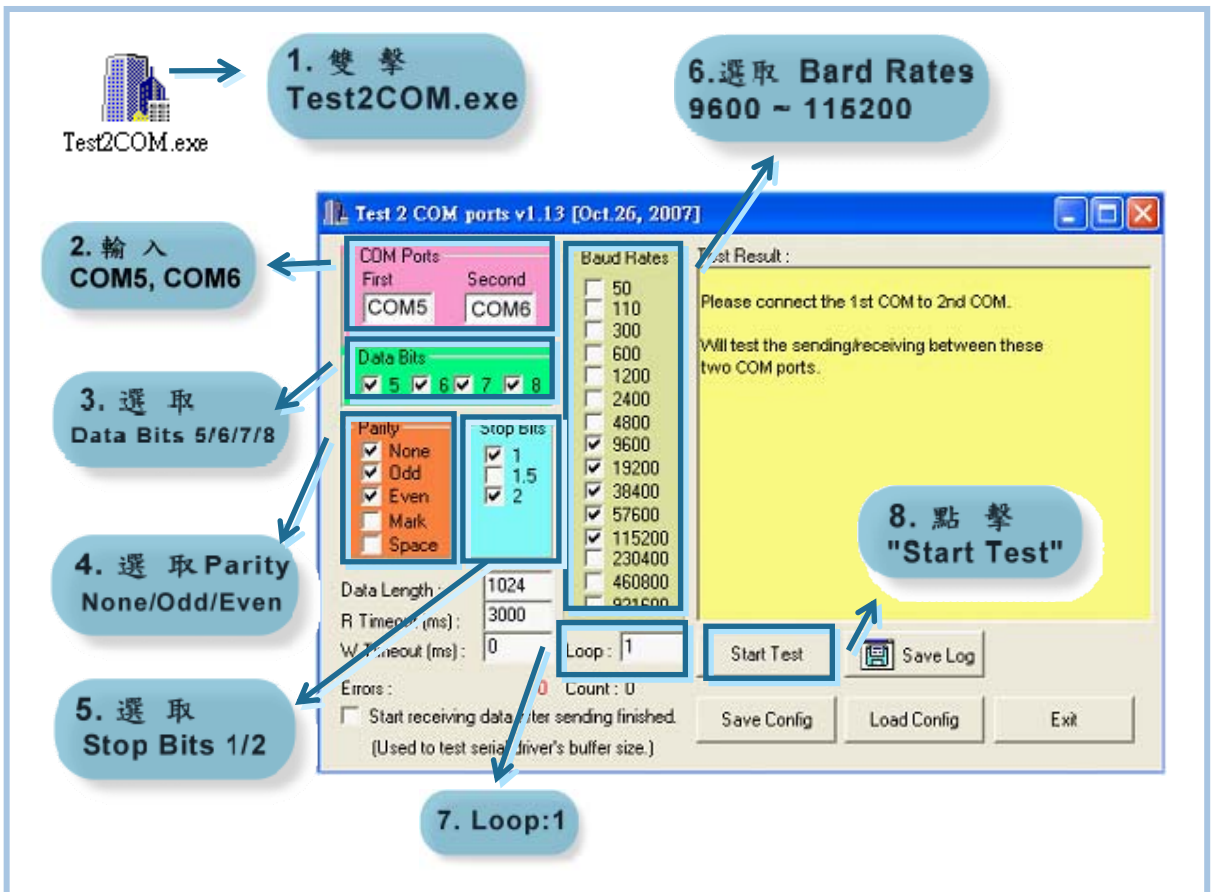 Test2COM.exe
1. 雙 擊
Test2COM.exe
6.選取 Bard Rates
9600 ~ 115200
2. 輸 入
COM5, COM6
3. 選 取
Data Bits 5/6/7/8
4. 選 取 Parity
None/Odd/Even
5. 選 取
Stop Bits 1/2
Test 2 COM ports v1.13 [Oct.26, 2007]
COM Ports
First Second
COM5 COM6
Data Bits
5 6 7 8
Parity
None
Odd
Even
Mark
Space
Stop Bits
1
1.5
2
Baud Rates
50
110
300
600
1200
2400
4800
9600
19200
38400
57600
115200
230400
460800
921600
Test Result :
Please connect the 1st COM to 2nd COM.
Will test the sending/receiving between these
two COM ports.
8. 點 擊
"Start Test"
Data Length : 1024
R Timeout (ms) : 3000
W Timeout (ms) : 0
Loop : 1
Start Test
Save Log
Errors : 0 Count : 0
Start receiving data after sending finished.
(Used to test serial driver's buffer size.)
Save Config
Load Config
Exit
7. Loop:1